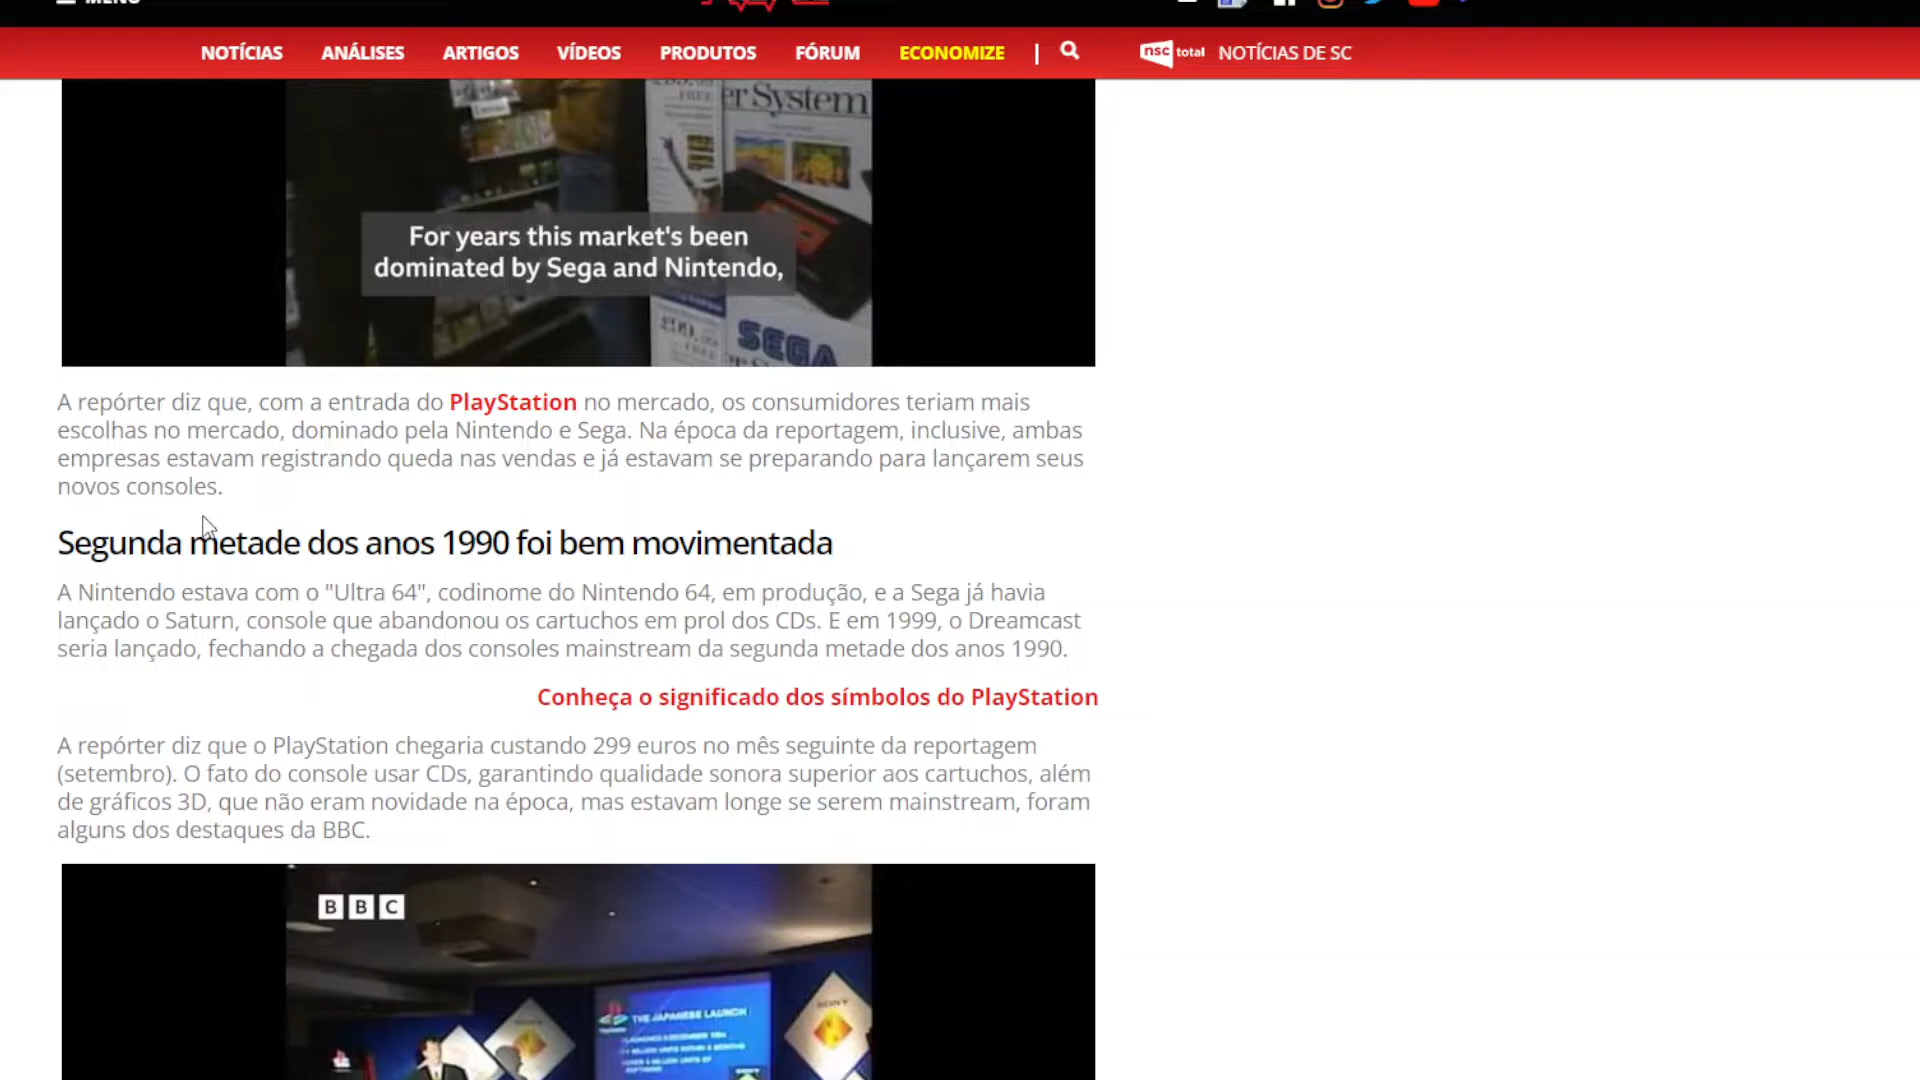 MENU
NOTÍCIAS ANÁLISES ARTIGOS VÍDEOS PRODUTOS FÓRUM ECONOMIZE | nsc total NOTÍCIAS DE SC
er System
For years this market's been
dominated by Sega and Nintendo,
SEGA
A repórter diz que, com a entrada do PlayStation no mercado, os consumidores teriam mais
escolhas no mercado, dominado pela Nintendo e Sega. Na época da reportagem, inclusive, ambas
empresas estavam registrando queda nas vendas e já estavam se preparando para lançarem seus
novos consoles.
Segunda metade dos anos 1990 foi bem movimentada
A Nintendo estava com o "Ultra 64", codinome do Nintendo 64, em produção, e a Sega já havia
lançado o Saturn, console que abandonou os cartuchos em prol dos CDs. E em 1999, o Dreamcast
seria lançado, fechando a chegada dos consoles mainstream da segunda metade dos anos 1990.
Conheça o significado dos símbolos do PlayStation
A repórter diz que o PlayStation chegaria custando 299 euros no mês seguinte da reportagem
(setembro). O fato do console usar CDs, garantindo qualidade sonora superior aos cartuchos, além
de gráficos 3D, que não eram novidade na época, mas estavam longe se serem mainstream, foram
alguns dos destaques da BBC.
BBC
SONY
THE JAPANESE LAUNCH